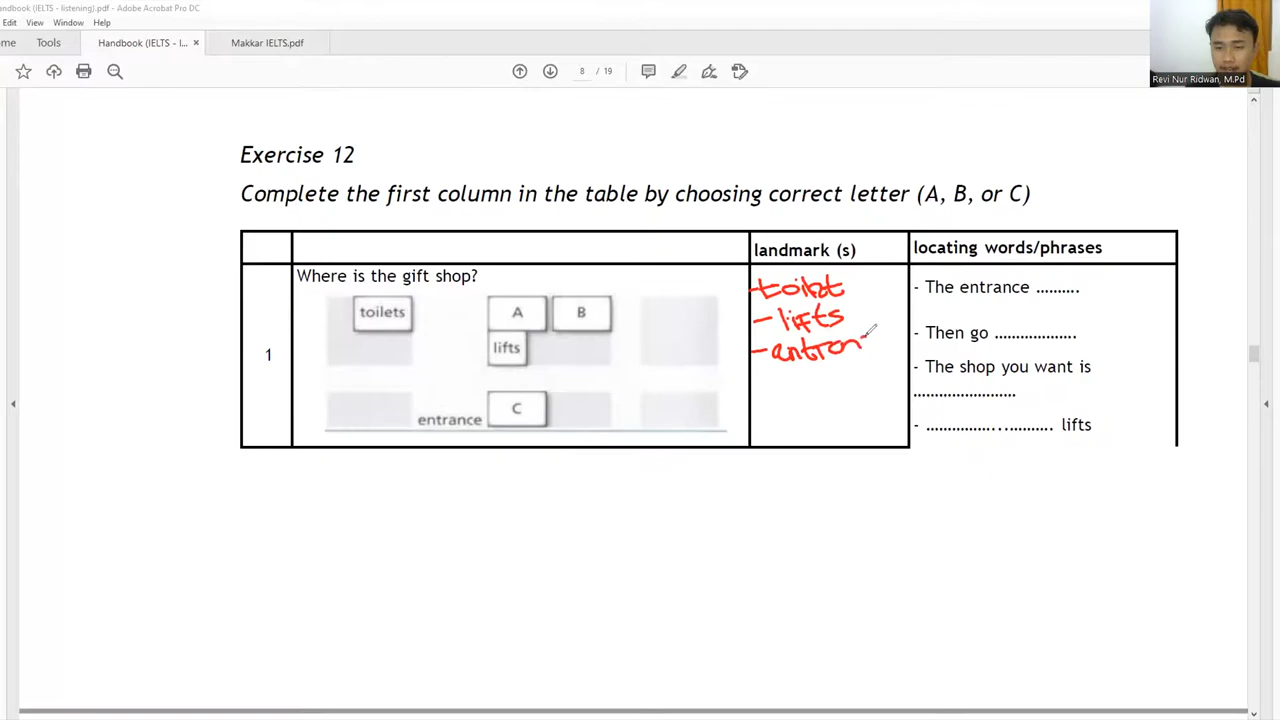 andbook (IELTS - listening).pdf - Adobe Acrobat Pro DC
Edit View Window Help
ome Tools Handbook (IELTS - l... × Makkar IELTS.pdf
8 / 19
Revi Nur Ridwan, M.Pd
Exercise 12
Complete the first column in the table by choosing correct letter (A, B, or C)
landmark (s) locating words/phrases
1
Where is the gift shop?
toilets A B
lifts
entrance C
- toilet
- lifts
- entran
- The entrance ..........
- Then go ...................
- The shop you want is
........................
- ......................... lifts